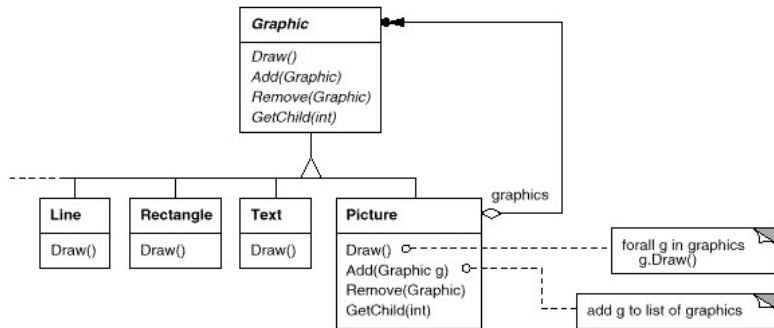 Graphic
Draw()
Add(Graphic)
Remove(Graphic)
GetChild(int)
graphics
Line
Draw()
Rectangle
Draw()
Text
Draw()
Picture
Draw()
Add(Graphic g)
Remove(Graphic)
GetChild(int)
forall g in graphics
g.Draw()
add g to list of graphics